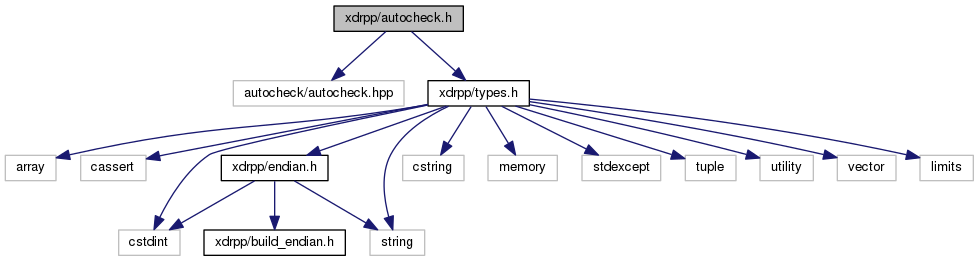 xdrpp/autocheck.h
autocheck/autocheck.hpp
xdrpp/types.h
array
cassert
xdrpp/endian.h
cstring
memory
stdexcept
tuple
utility
vector
limits
cstdint
xdrpp/build_endian.h
string